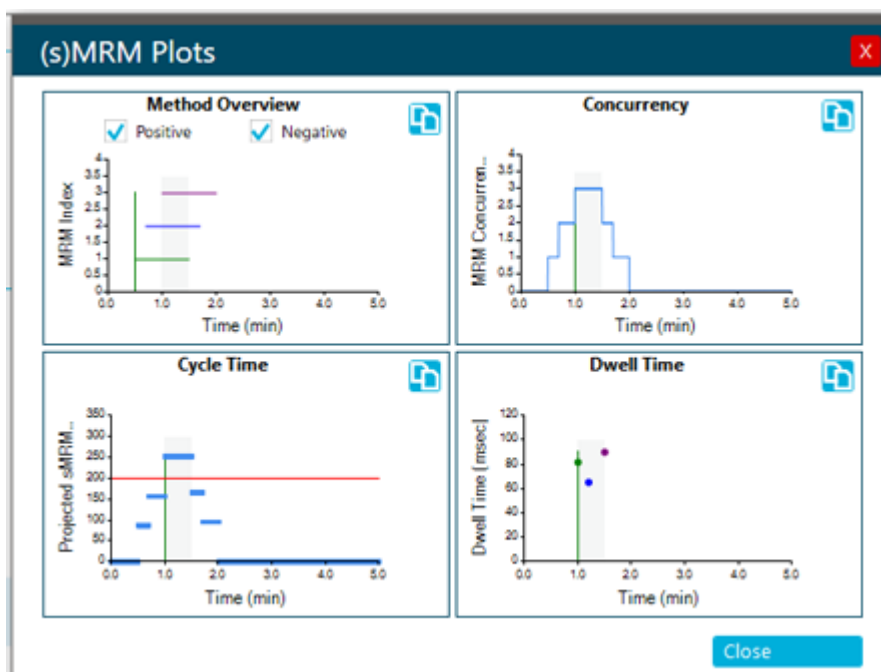 (s)MRM Plots
X
Method Overview
Positive Negative
MRM Index
4
3.5
3
2.5
2
1.5
1
0.5
0
0.0 1.0 2.0 3.0 4.0 5.0
Time (min)
Concurrency
MRM Concurren..
4
3.5
3
2.5
2
1.5
1
0.5
0
0.0 1.0 2.0 3.0 4.0 5.0
Time (min)
Cycle Time
Projected sMRM..
350
300
250
200
150
100
50
0
0.0 1.0 2.0 3.0 4.0 5.0
Time (min)
Dwell Time
Dwell Time [msec]
120
100
80
60
40
20
0
0.0 1.0 2.0 3.0 4.0 5.0
Time (min)
Close